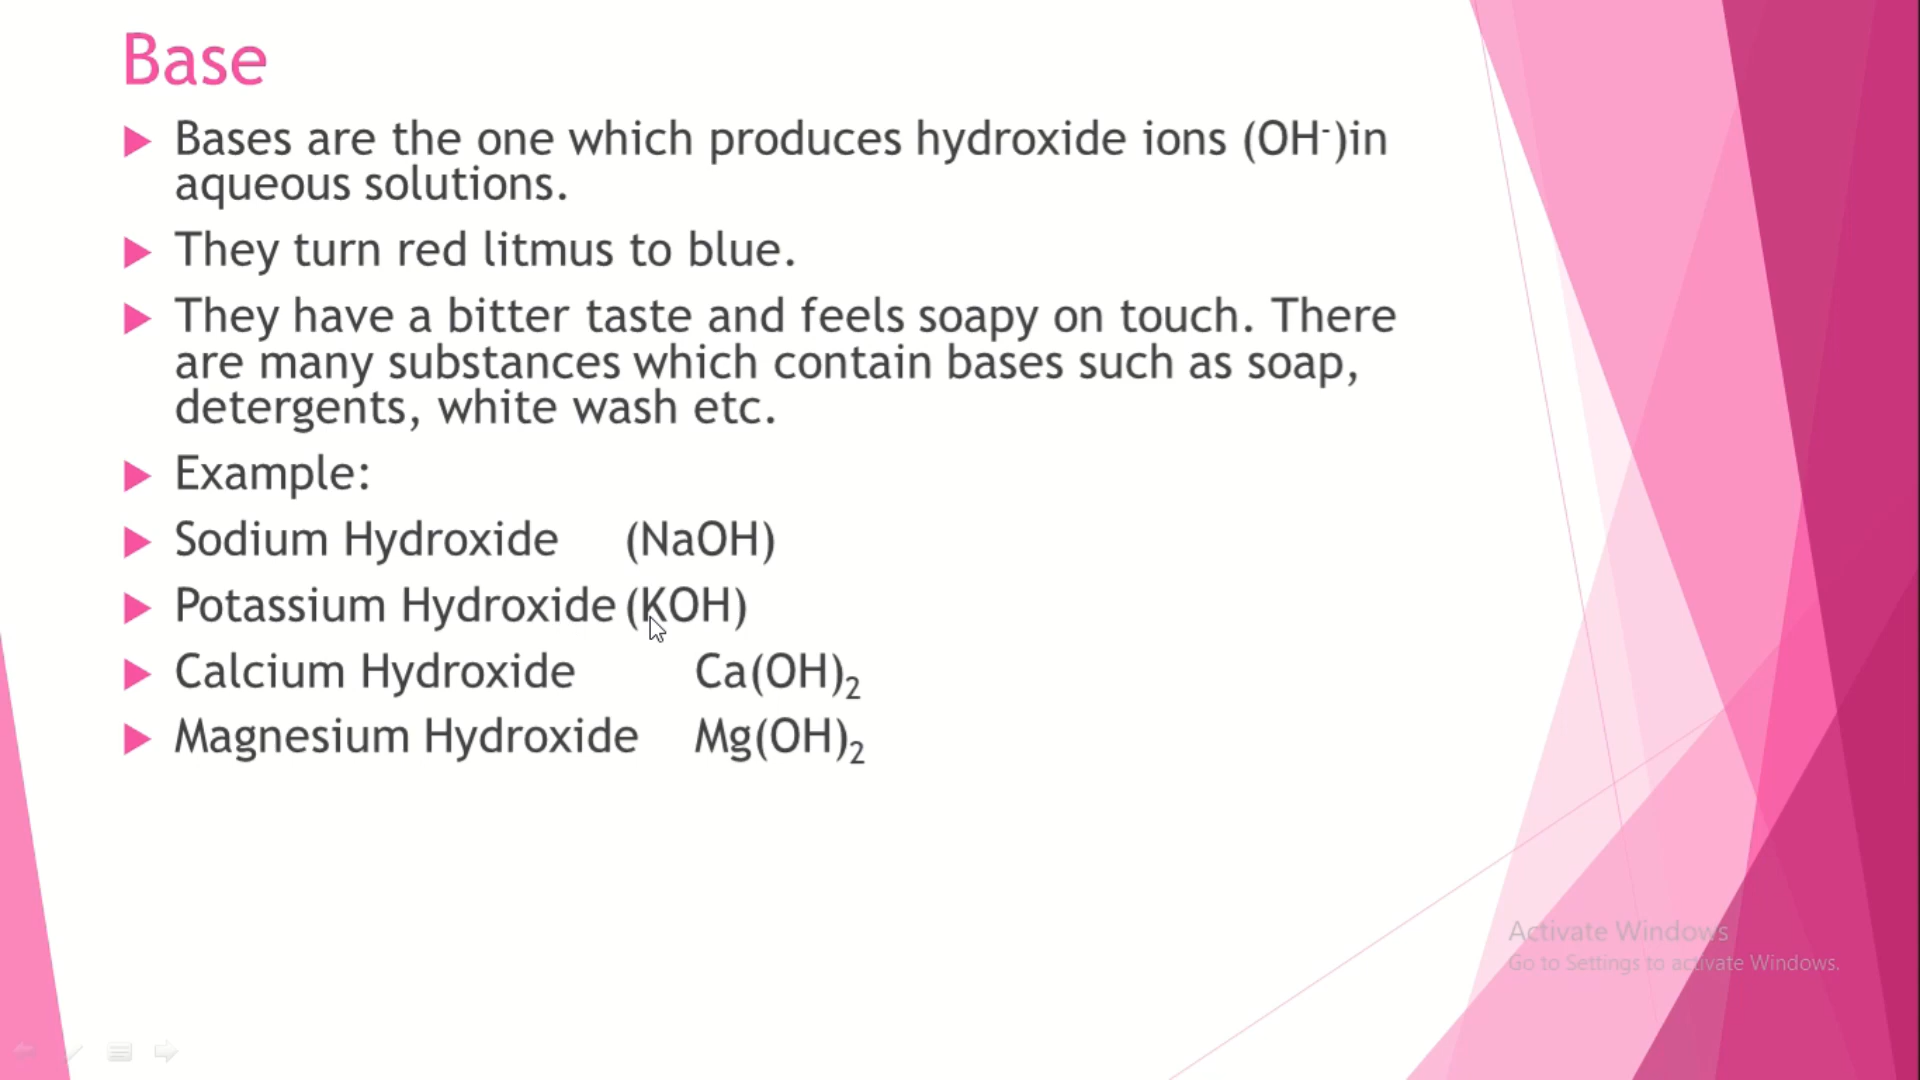 Base
Bases are the one which produces hydroxide ions (OH⁻)in
aqueous solutions.
They turn red litmus to blue.
They have a bitter taste and feels soapy on touch. There
are many substances which contain bases such as soap,
detergents, white wash etc.
Example:
Sodium Hydroxide (NaOH)
Potassium Hydroxide (KOH)
Calcium Hydroxide Ca(OH)₂
Magnesium Hydroxide Mg(OH)₂
Activate Windows
Go to Settings to activate Windows.